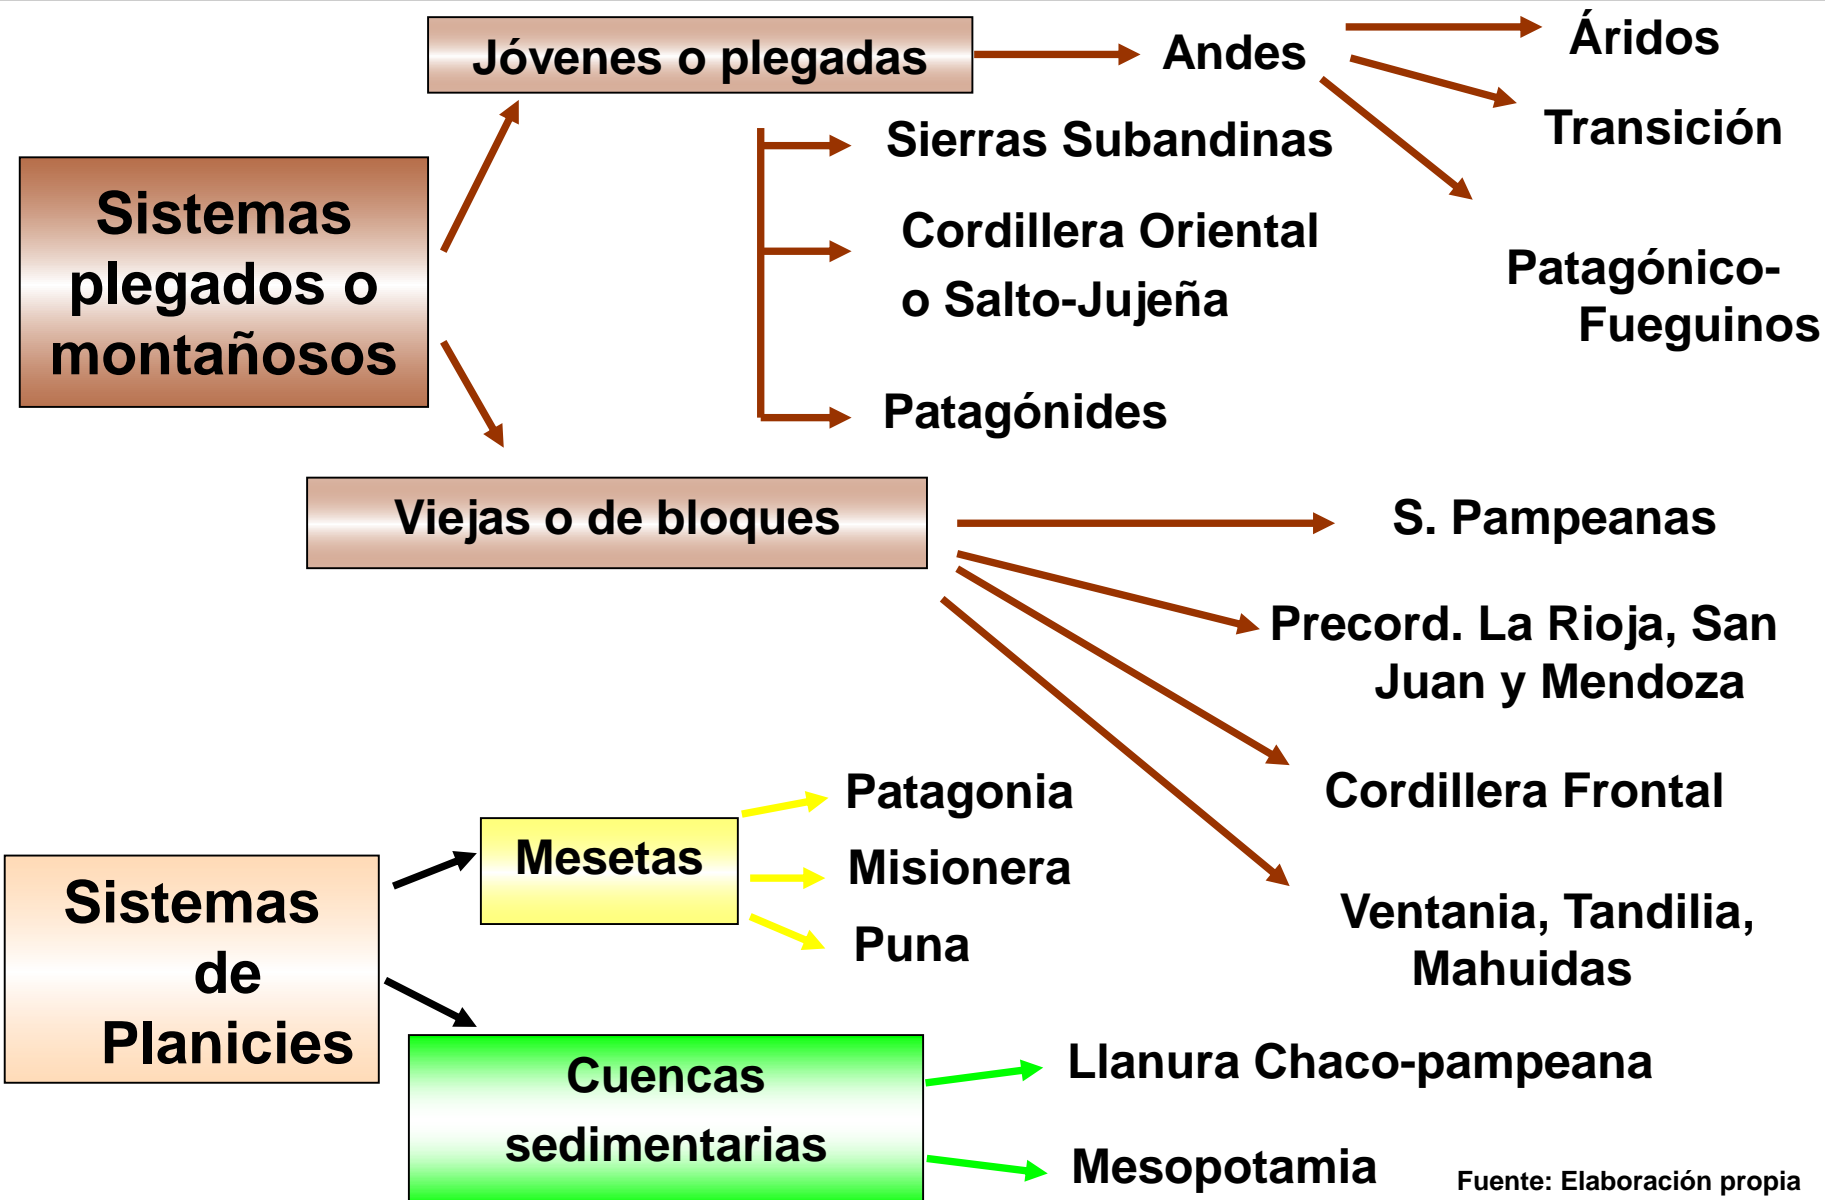 Jóvenes o plegadas
Andes
Áridos
Transición
Patagónico-
Fueguinos
Sierras Subandinas
Cordillera Oriental
o Salto-Jujeña
Patagónides
Sistemas
plegados o
montañosos
Viejas o de bloques
S. Pampeanas
Precord. La Rioja, San
Juan y Mendoza
Cordillera Frontal
Ventania, Tandilia,
Mahuidas
Sistemas
de
Planicies
Mesetas
Patagonia
Misionera
Puna
Cuencas
sedimentarias
Llanura Chaco-pampeana
Mesopotamia
Fuente: Elaboración propia